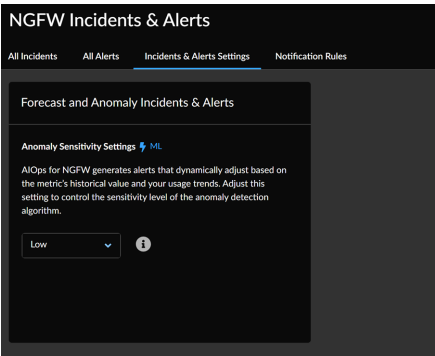 NGFW Incidents & Alerts
All Incidents All Alerts Incidents & Alerts Settings Notification Rules
Forecast and Anomaly Incidents & Alerts
Anomaly Sensitivity Settings ML
AIOps for NGFW generates alerts that dynamically adjust based on
the metric's historical value and your usage trends. Adjust this
setting to control the sensitivity level of the anomaly detection
algorithm.
Low